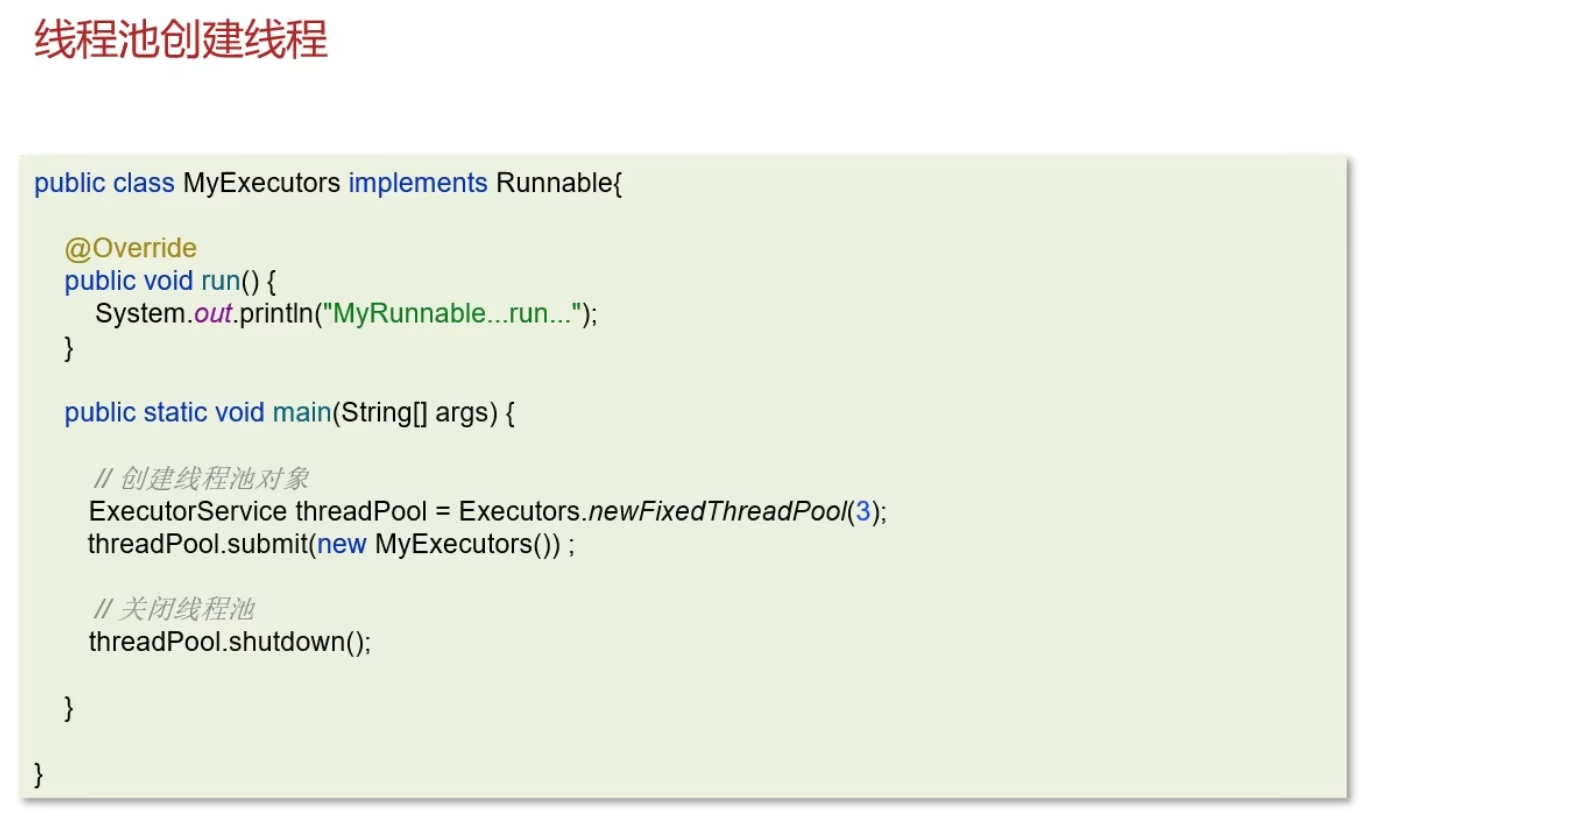 线程池创建线程
public class MyExecutors implements Runnable{
@Override
public void run() {
System.out.println("MyRunnable...run...");
}
public static void main(String[] args) {
// 创建线程池对象
ExecutorService threadPool = Executors.newFixedThreadPool(3);
threadPool.submit(new MyExecutors()) ;
// 关闭线程池
threadPool.shutdown();
}
}